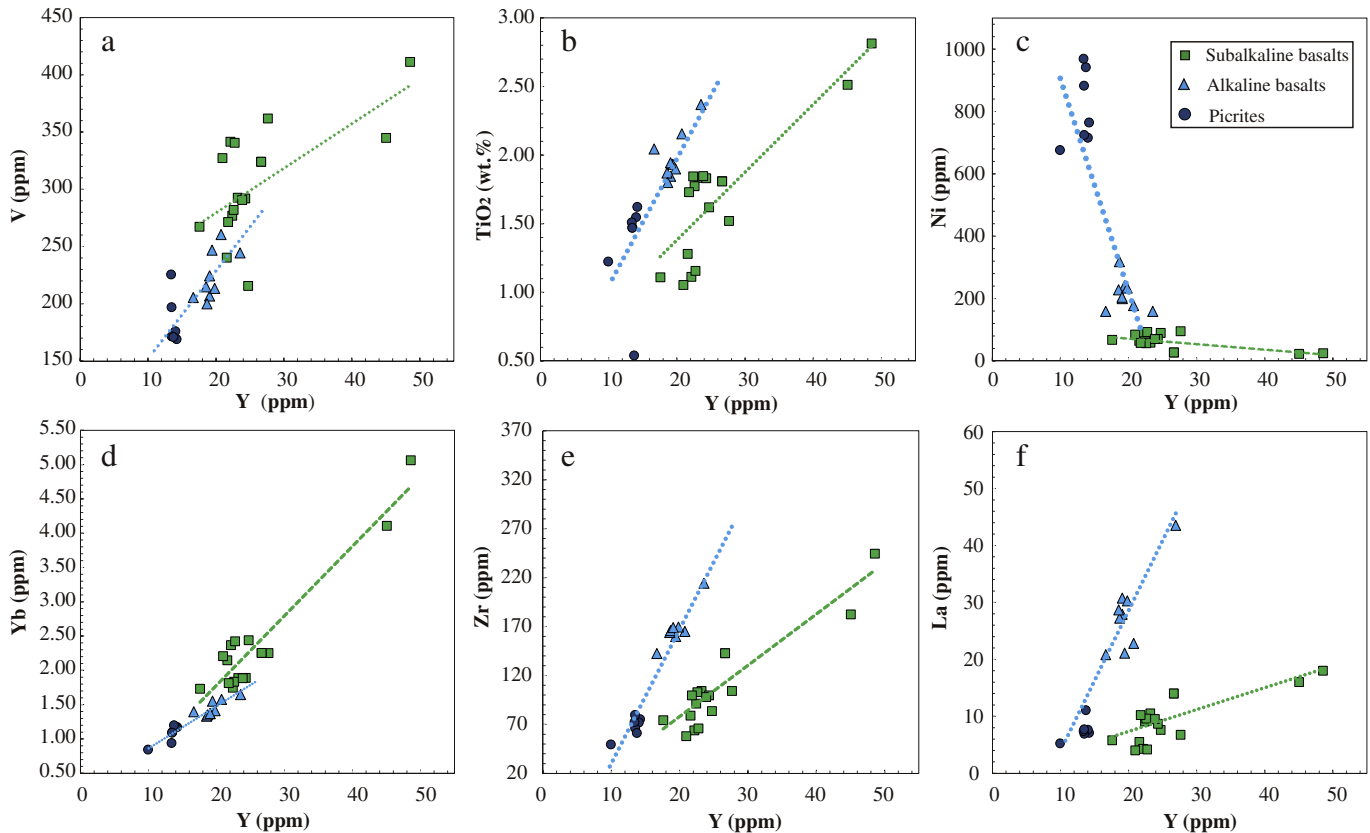 a
V (ppm)
450
400
350
300
250
200
150
0 10 20 30 40 50
Y (ppm)
b
TiO2 (wt.%)
3.00
2.50
2.00
1.50
1.00
0.50
0 10 20 30 40 50
Y (ppm)
c
Ni (ppm)
1000
800
600
400
200
0
0 10 20 30 40 50
Y (ppm)
Subalkaline basalts
Alkaline basalts
Picrites
d
Yb (ppm)
5.50
5.00
4.50
4.00
3.50
3.00
2.50
2.00
1.50
1.00
0.50
0 10 20 30 40 50
Y (ppm)
e
Zr (ppm)
370
320
270
220
170
100
70
20
0 10 20 30 40 50
Y (ppm)
f
La (ppm)
60
50
40
30
20
10
0
0 10 20 30 40 50
Y (ppm)